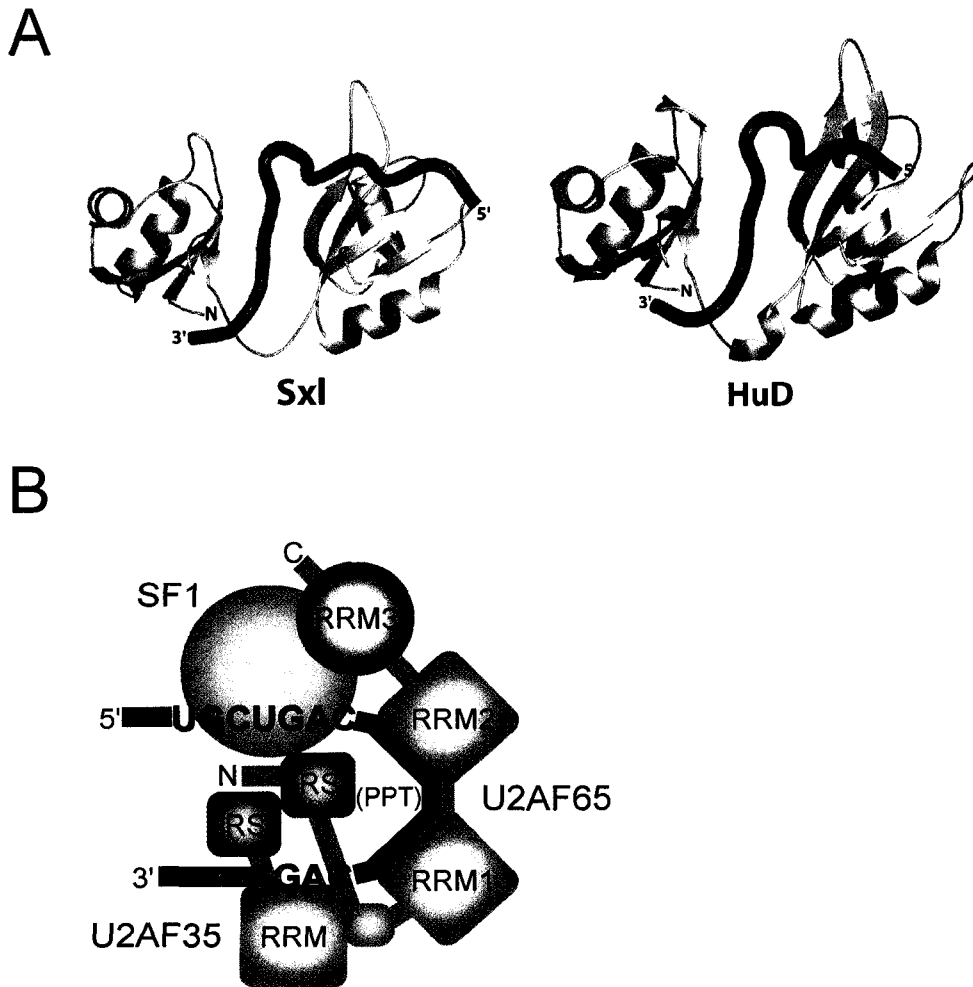 A
5'
5'
N
3'
N
3'
Sxl
HuD
B
C
SF1
RRM3
5'
UGCUGAC
RRM2
N
RS
(PPT)
U2AF65
RS
3'
RRM1
U2AF35
RRM